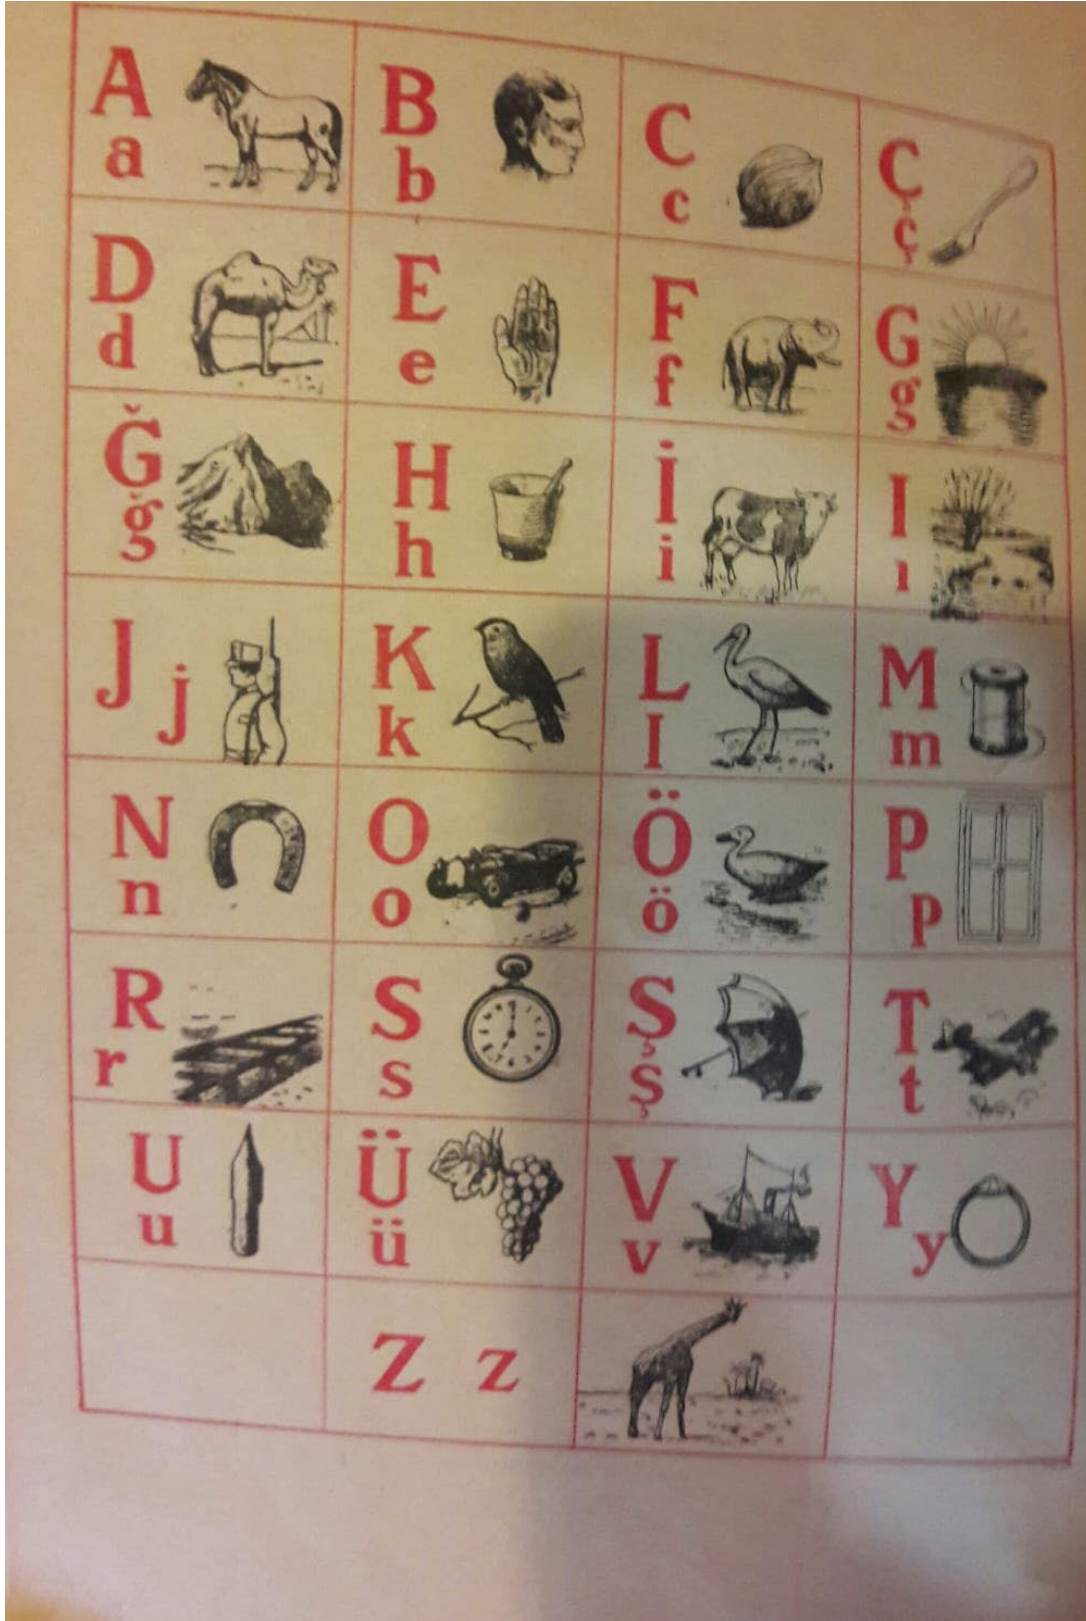 A a B b C c Ç ç
D d E e F f G g
Ğ ğ H h İ i I ı
J j K k L l M m
N n O o Ö ö P p
R r S s Ş ş T t
U u Ü ü V v Y y
Z z